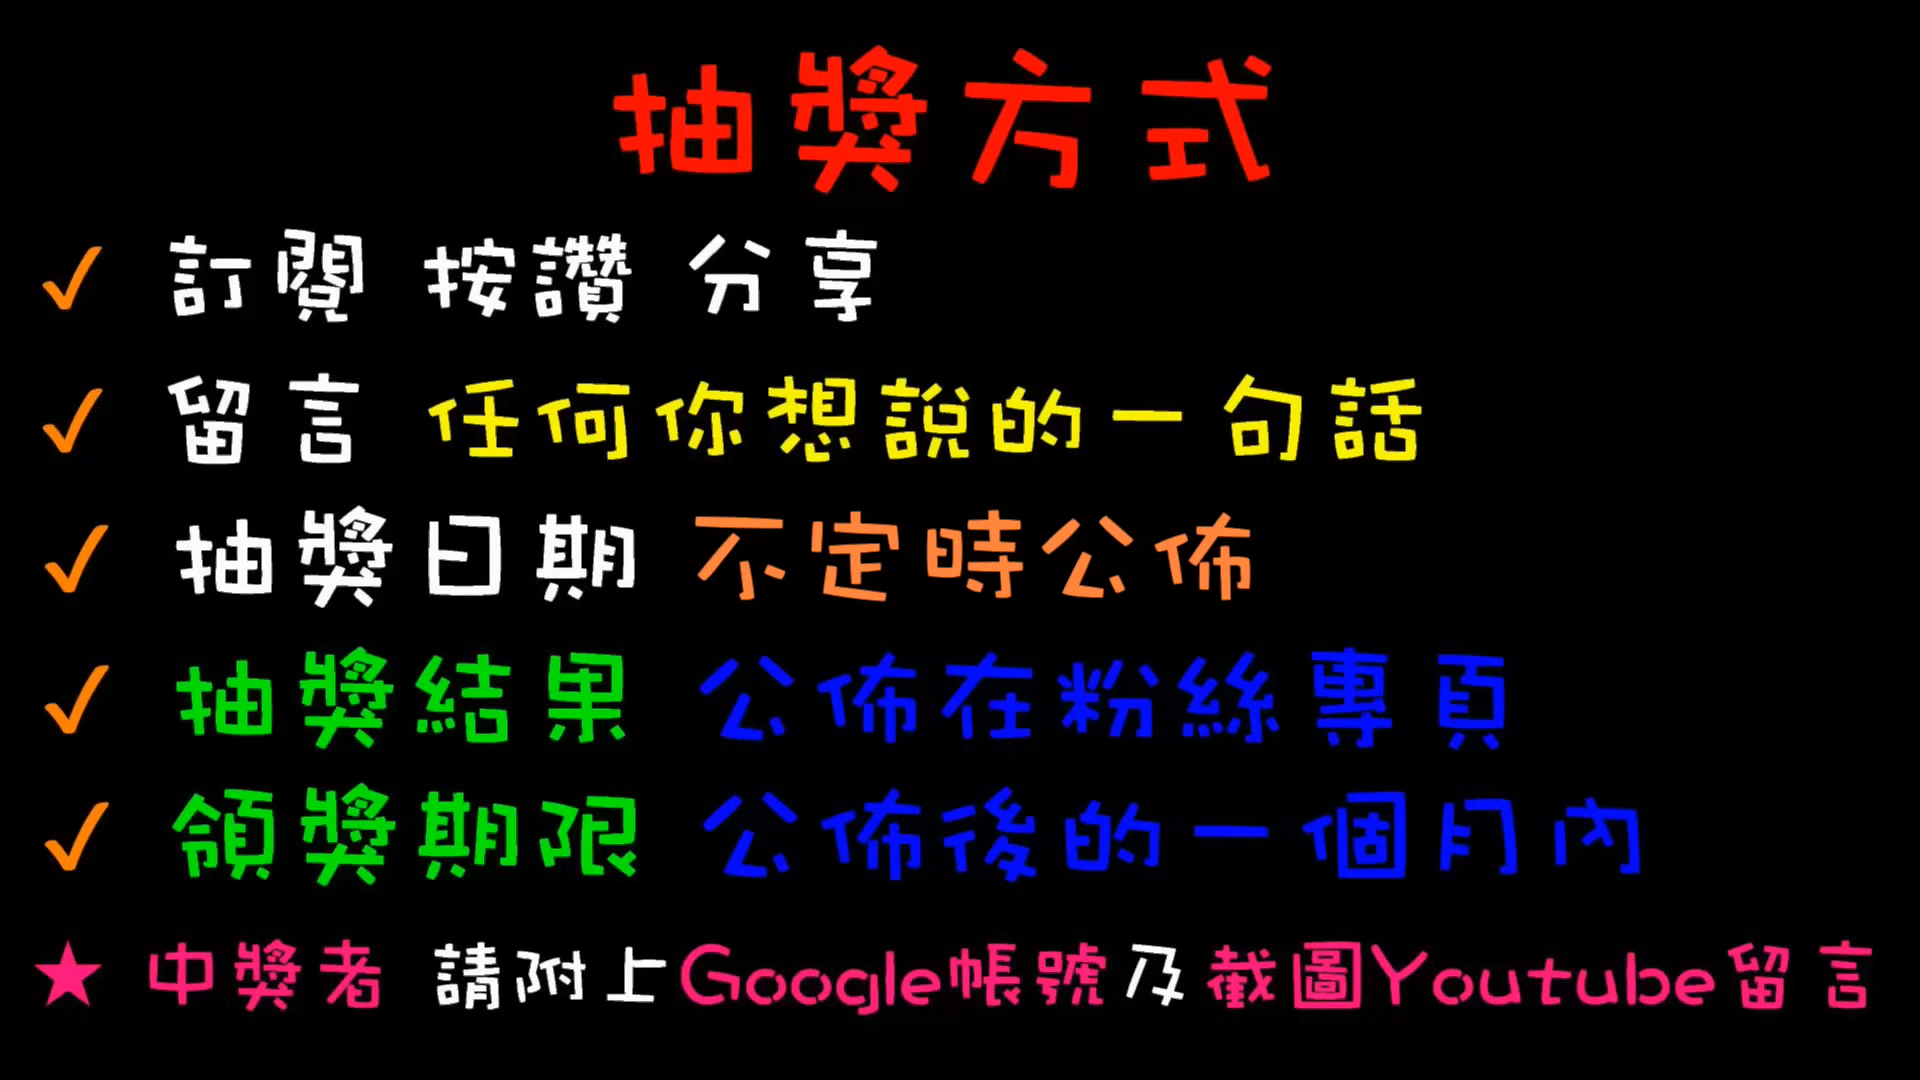 抽獎方式
✓ 訂閱 按讚 分享
✓ 留言 任何你想說的一句話
✓ 抽獎日期 不定時公佈
✓ 抽獎結果 公佈在粉絲專頁
✓ 領獎期限 公佈後的一個月內
★ 中獎者 請附上Google帳號及截圖Youtube留言